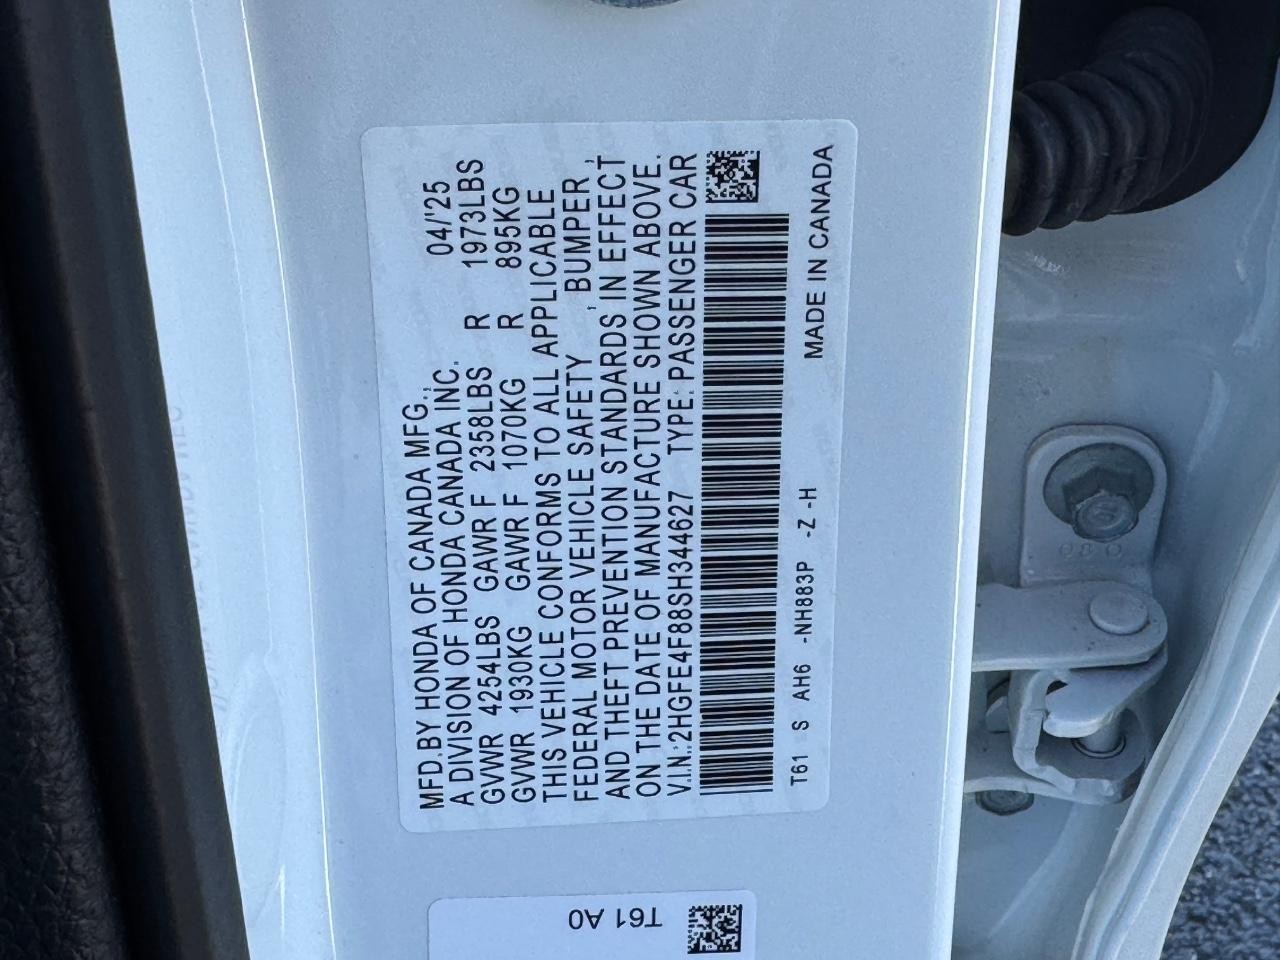 MFD.BY HONDA OF CANADA MFG., 04/'25
A DIVISION OF HONDA CANADA INC.
GVWR 4254LBS GAWR F 2358LBS R 1973LBS
GVWR 1930KG GAWR F 1070KG R 895KG
THIS VEHICLE CONFORMS TO ALL APPLICABLE
FEDERAL MOTOR VEHICLE SAFETY , BUMPER ,
AND THEFT PREVENTION STANDARDS IN EFFECT
ON THE DATE OF MANUFACTURE SHOWN ABOVE.
V.I.N.: 2HGFE4F88SH344627 TYPE: PASSENGER CAR
T61 S AH6 -NH883P -Z -H MADE IN CANADA
T61 A0
080